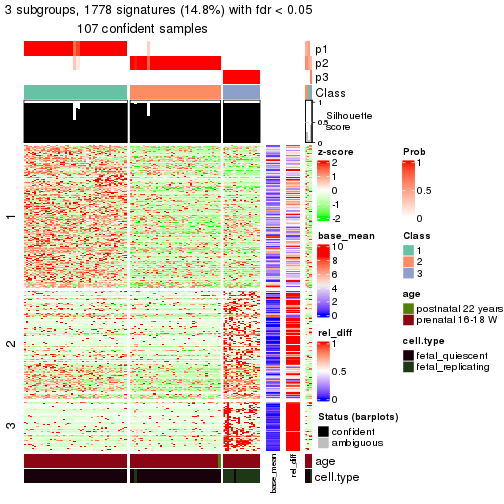 3 subgroups, 1778 signatures (14.8%) with fdr < 0.05
107 confident samples
p1
p2
p3
Class
1
0.5
0
Silhouette
score
1
2
3
z-score
2
1
0
-1
-2
base_mean
10
8
6
4
2
0
rel_diff
1
0.5
0
Status (barplots)
confident
ambiguous
Prob
1
0.5
0
Class
1
2
3
age
postnatal 22 years
prenatal 16-18 W
cell.type
fetal_quiescent
fetal_replicating
base_mean
rel_diff
age
cell.type